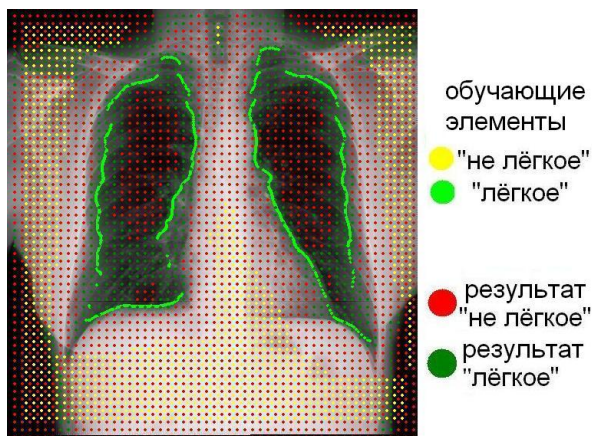 обучающие
элементы
"не лёгкое"
"лёгкое"
результат
"не лёгкое"
результат
"лёгкое"